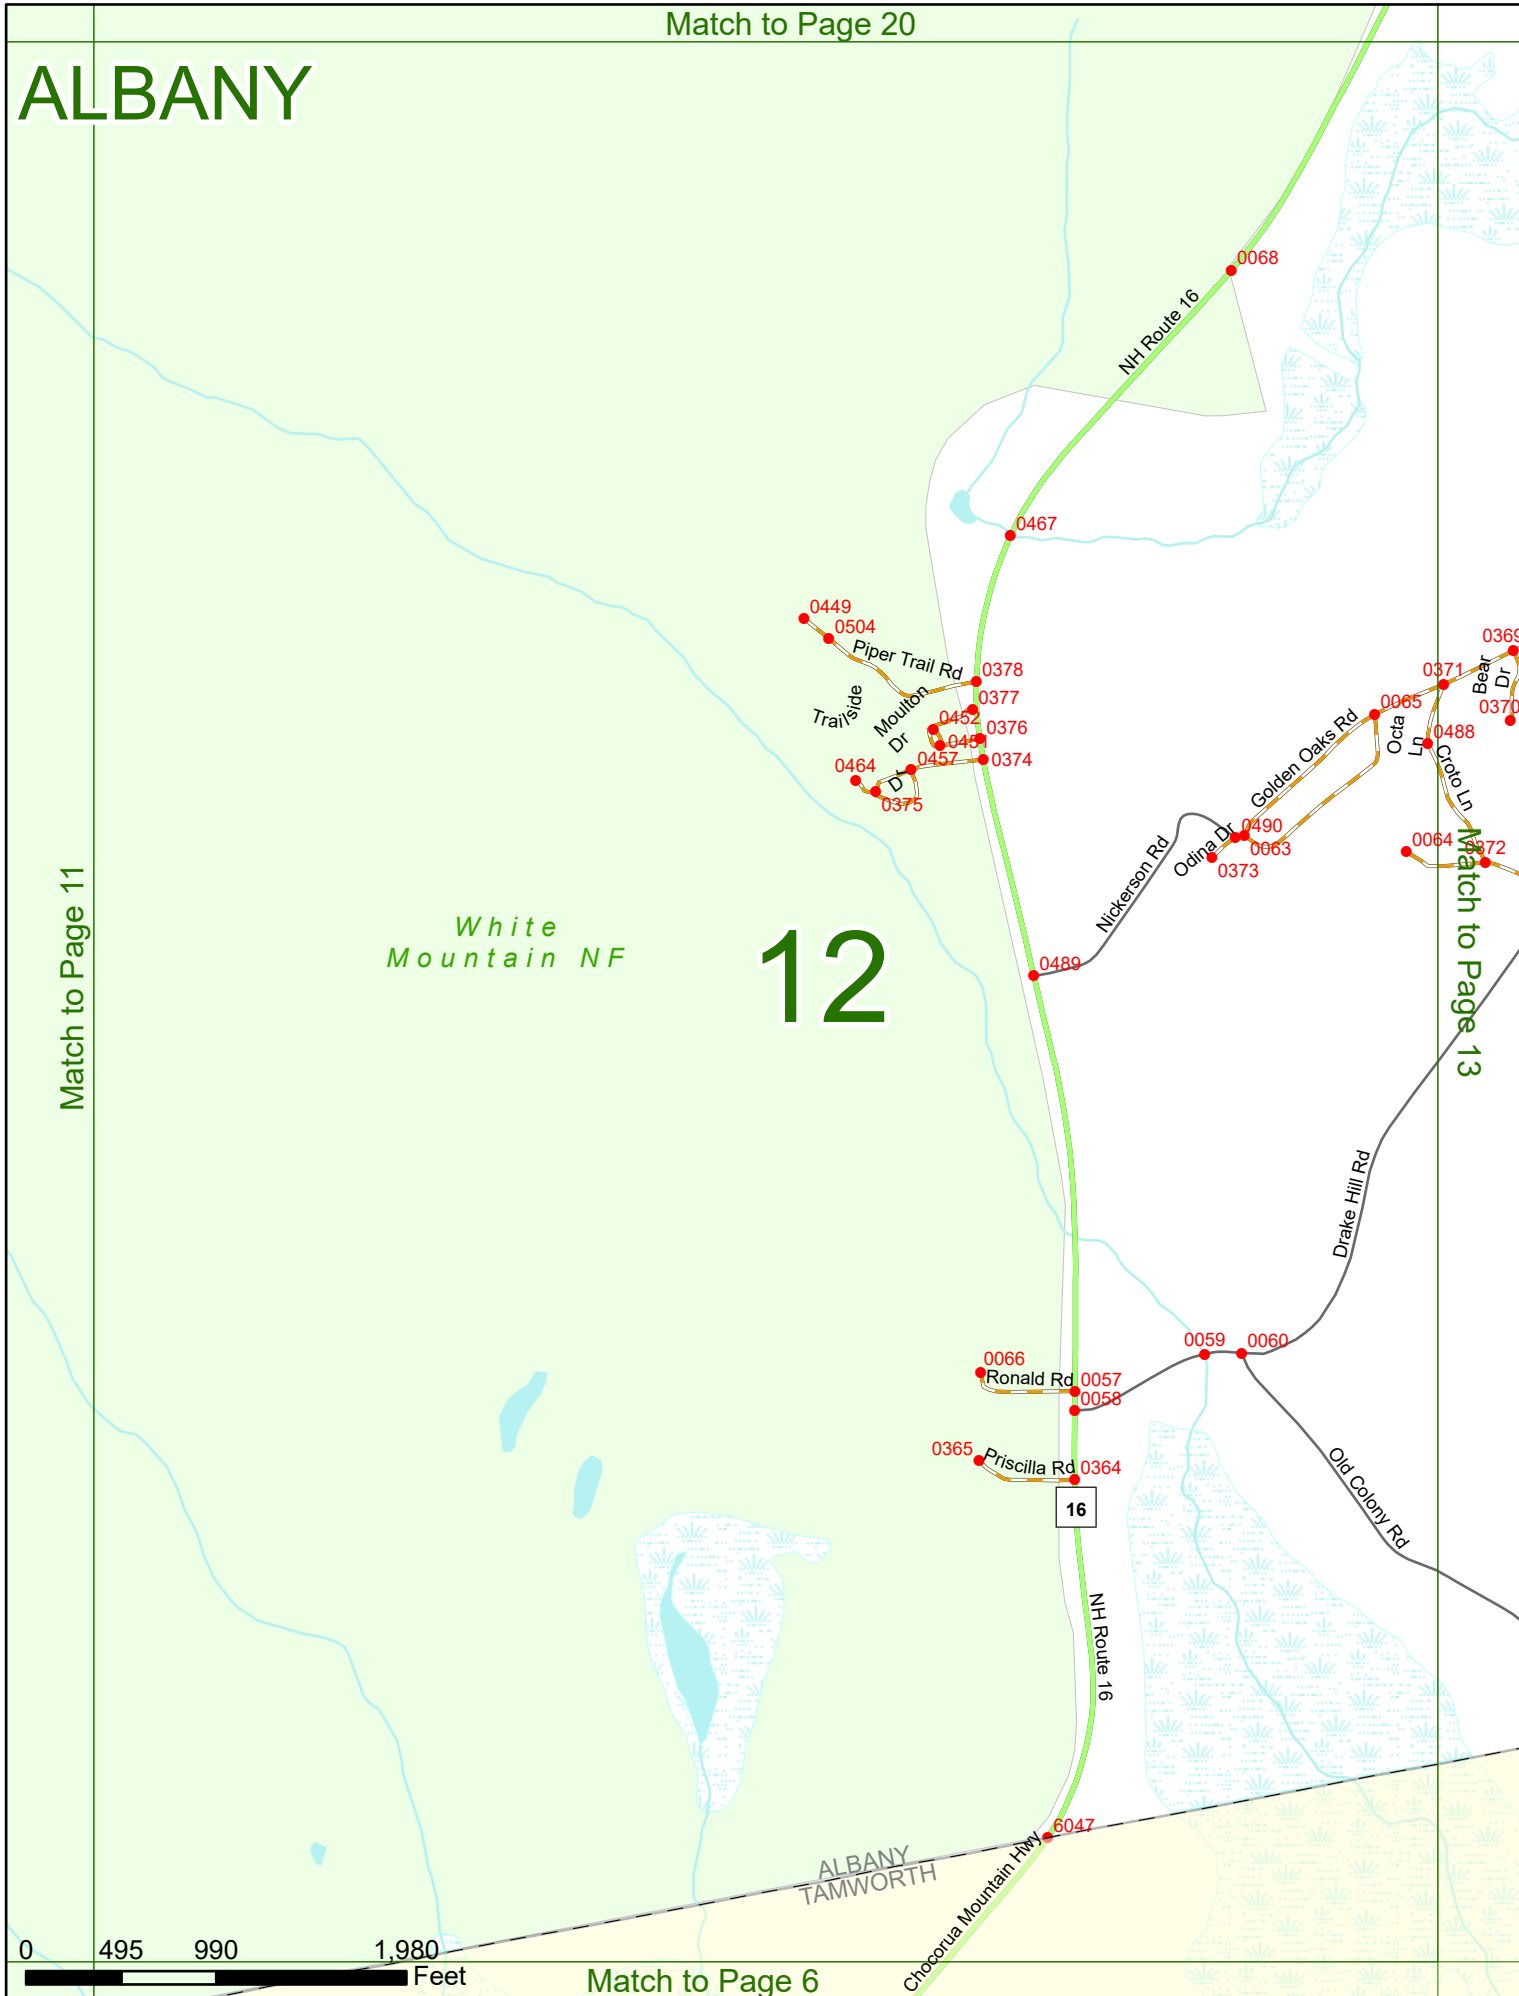 Match to Page 20
ALBANY
0068
NH Route 16
0467
0449
0504
Piper Trail Rd
0378
0377
0369
0371
Bear
Dr
0370
Trailside
Dr
Moulton
Dr
0452
0451
0376
0374
0457
0464
0375
0065
Octa
Ln
0488
Golden Oaks Rd
Croto Ln
0490
0063
Odina Dr
0373
0064
0372
Nickerson Rd
Match to Page 11
White
Mountain NF
12
0489
Match to Page 13
Drake Hill Rd
0059
0060
0066
Ronald Rd
0057
0058
0365
Priscilla Rd
0364
16
Old Colony Rd
NH Route 16
6047
ALBANY
TAMWORTH
Chocorua Mountain Hwy
0 495 990 1,980
Feet
Match to Page 6